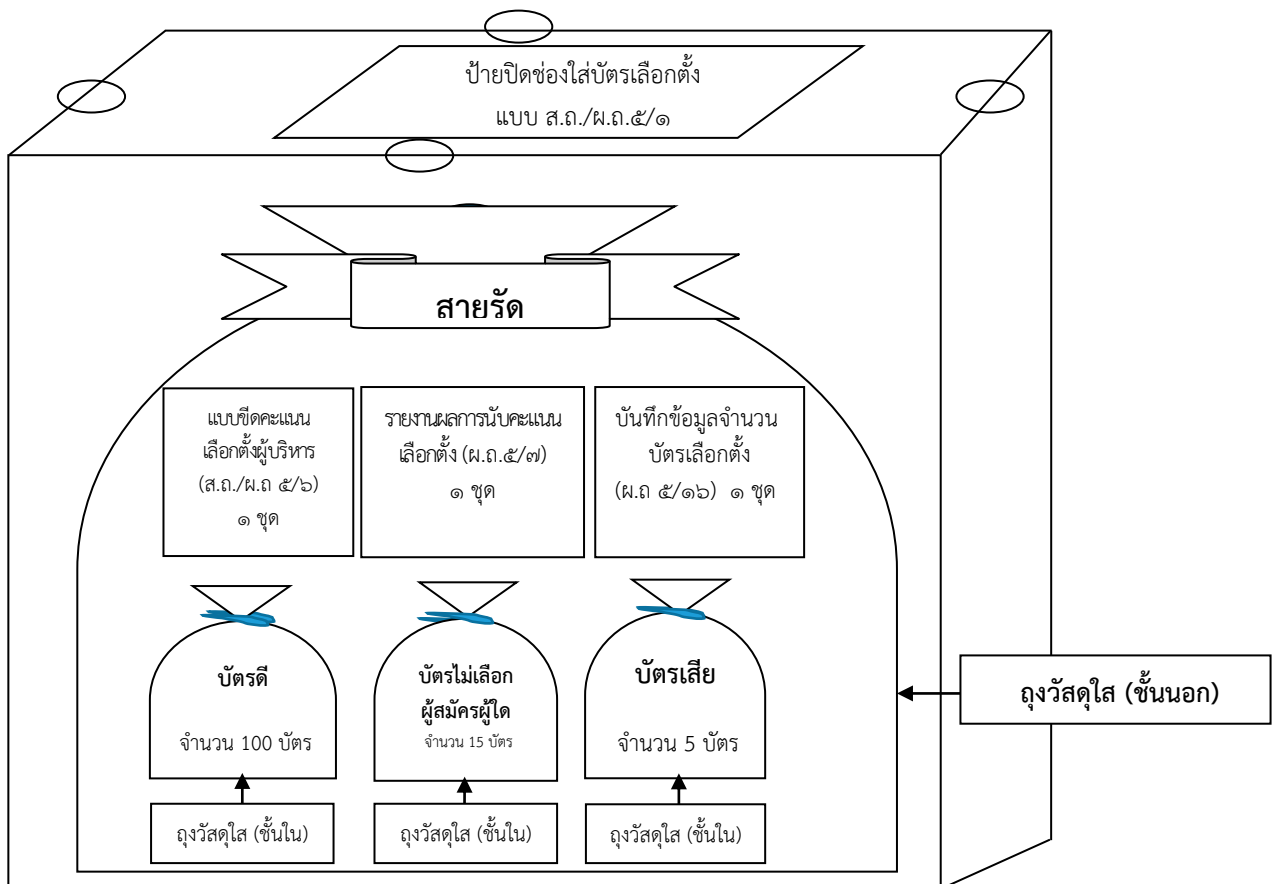 ป้ายปิดช่องใส่บัตรเลือกตั้ง
แบบ ส.ถ./ผ.ถ.๕/๑
สายรัด
แบบขีดคะแนน
เลือกตั้งผู้บริหาร
(ส.ถ./ผ.ถ ๕/๖)
๑ ชุด
รายงานผลการนับคะแนน
เลือกตั้ง (ผ.ถ.๕/๗)
๑ ชุด
บันทึกข้อมูลจำนวน
บัตรเลือกตั้ง
(ผ.ถ ๕/๑๖) ๑ ชุด
บัตรดี
จำนวน 100 บัตร
บัตรไม่เลือก
ผู้สมัครผู้ใด
จำนวน 15 บัตร
บัตรเสีย
จำนวน 5 บัตร
ถุงวัสดุใส (ชั้นนอก)
ถุงวัสดุใส (ชั้นใน)
ถุงวัสดุใส (ชั้นใน)
ถุงวัสดุใส (ชั้นใน)